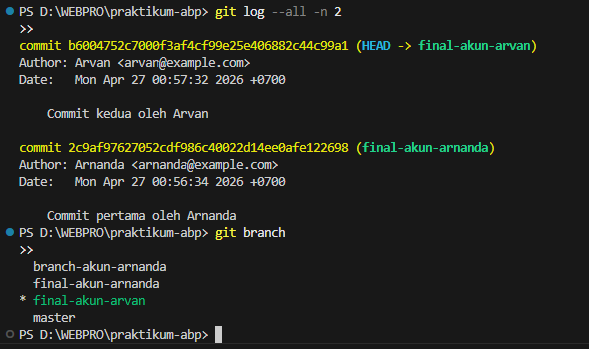 PS D:\WEBPRO\praktikum-abp> git log --all -n 2
>>
commit b6004752c7000f3af4cf99e25e406882c44c99a1 (HEAD -> final-akun-arvan)
Author: Arvan <arvan@example.com>
Date:   Mon Apr 27 00:57:32 2026 +0700
    Commit kedua oleh Arvan
commit 2c9af97627052cdf986c40022d14ee0afe122698 (final-akun-arnanda)
Author: Arnanda <arnanda@example.com>
Date:   Mon Apr 27 00:56:34 2026 +0700
    Commit pertama oleh Arnanda
PS D:\WEBPRO\praktikum-abp> git branch
>>
  branch-akun-arnanda
  final-akun-arnanda
* final-akun-arvan
  master
PS D:\WEBPRO\praktikum-abp>